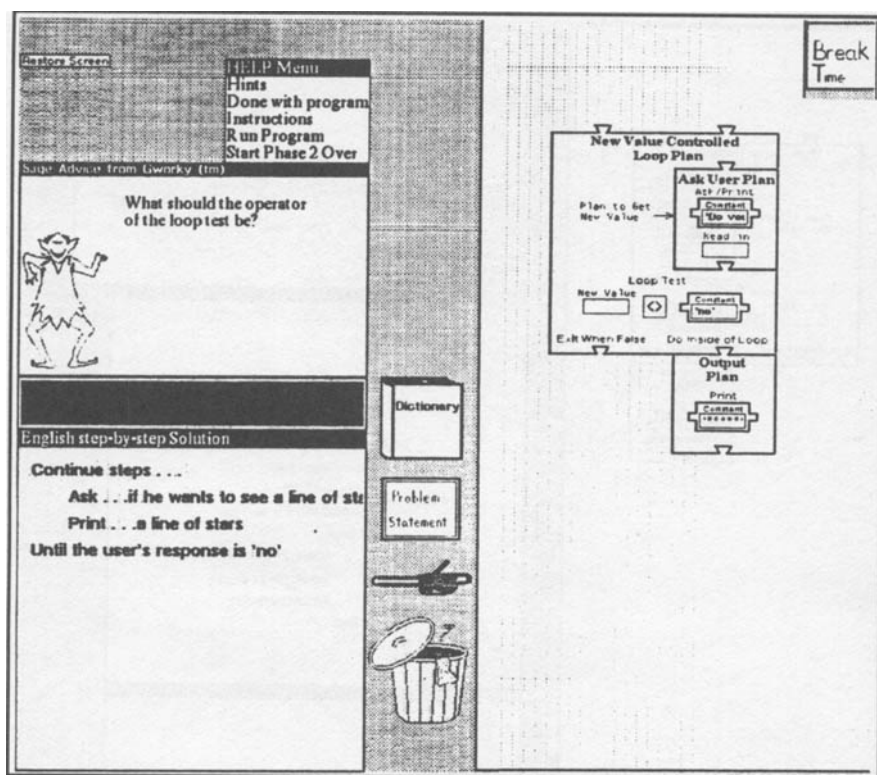 Restore Screen
HELP Menu
Hints
Done with program
Instructions
Run Program
Start Phase 2 Over
Sage Advice from Gworky (tm)
What should the operator
of the loop test be?
English step-by-step Solution
Continue steps . . .
Ask . . .if he wants to see a line of sta
Print . . .a line of stars
Until the user's response is 'no'
Dictionary
Problem
Statement
Break
Time
New Value Controlled
Loop Plan
Ask User Plan
Ask/Print
Constant
Plan to Get
New Value
Read in
Loop Test
New Value
<>
Constant
'no'
Exit When False
Do inside of Loop
Output
Plan
Print
Constant